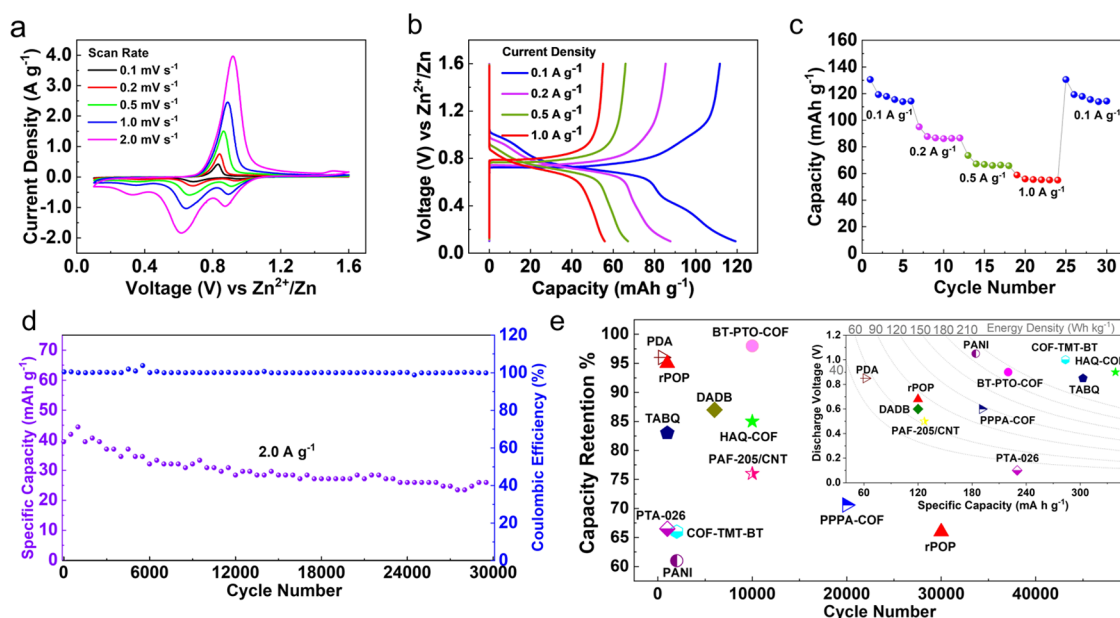 a
Current Density (A g⁻¹)
4.0
3.0
2.0
1.0
0.0
-1.0
-2.0
Scan Rate
0.1 mV s⁻¹
0.2 mV s⁻¹
0.5 mV s⁻¹
1.0 mV s⁻¹
2.0 mV s⁻¹
0.0 0.4 0.8 1.2 1.6
Voltage (V) vs Zn²⁺/Zn
b
Voltage (V) vs Zn²⁺/Zn
2.0
1.6
1.2
0.8
0.4
0.0
Current Density
0.1 A g⁻¹
0.2 A g⁻¹
0.5 A g⁻¹
1.0 A g⁻¹
0 20 40 60 80 100 120
Capacity (mAh g⁻¹)
c
Capacity (mAh g⁻¹)
160
140
120
100
80
60
40
20
0
0.1 A g⁻¹
0.2 A g⁻¹
0.5 A g⁻¹
1.0 A g⁻¹
0.1 A g⁻¹
0 5 10 15 20 25 30
Cycle Number
d
Specific Capacity (mAh g⁻¹)
70
60
50
40
30
20
10
0
2.0 A g⁻¹
120
100
80
60
40
20
0
Coulombic Efficiency (%)
0 6000 12000 18000 24000 30000
Cycle Number
e
Capacity Retention %
100
95
90
85
80
75
70
65
60
PDA
rPOP
BT-PTO-COF
DADB
TABQ
HAQ-COF
PAF-205/CNT
PTA-026
COF-TMT-BT
PANI
PPPA-COF
rPOP
0 10000 20000 30000 40000
Cycle Number
60 90 120 150 180 210 Energy Density (Wh kg⁻¹)
Discharge Voltage (V)
1.2
1.0
0.8
0.6
0.4
0.2
0.0
40
PANI
COF-TMT-BT
HAQ-COF
PDA
BT-PTO-COF
TABQ
rPOP
DADB
PPPA-COF
PAF-205/CNT
PTA-026
60 120 180 240 300
Specific Capacity (mA h g⁻¹)